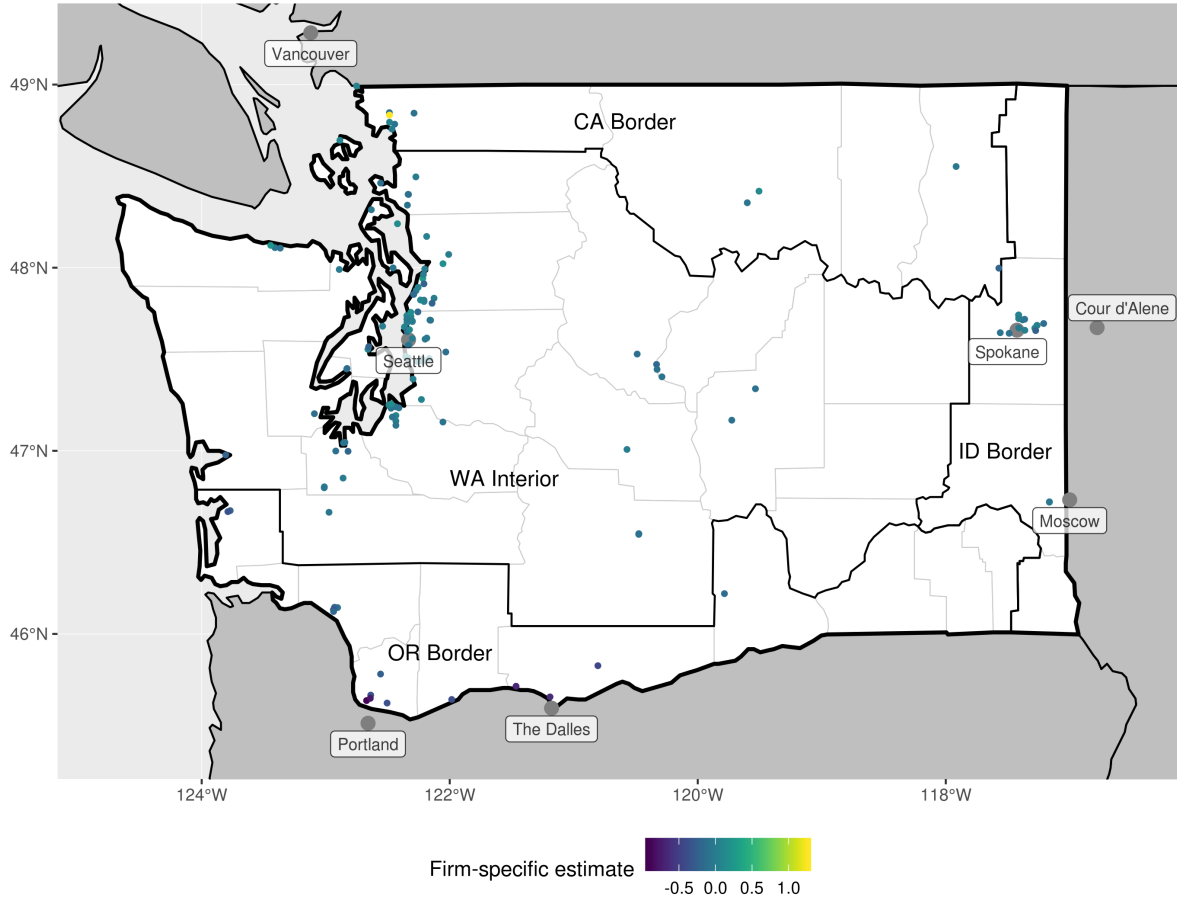 49°N
48°N
47°N
46°N
Vancouver
CA Border
Cour d'Alene
Seattle
Spokane
ID Border
WA Interior
Moscow
OR Border
The Dalles
Portland
124°W 122°W 120°W 118°W
Firm-specific estimate
-0.5 0.0 0.5 1.0